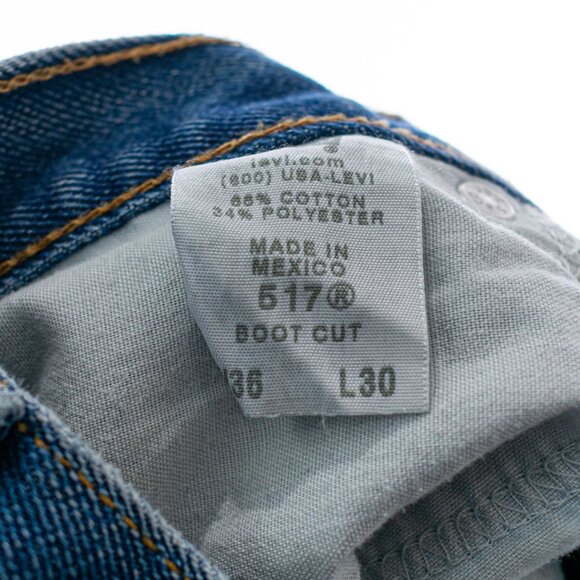 levi.com
(800) USA-LEVI
66% COTTON
34% POLYESTER
MADE IN
MEXICO
517®
BOOT CUT
36 L30